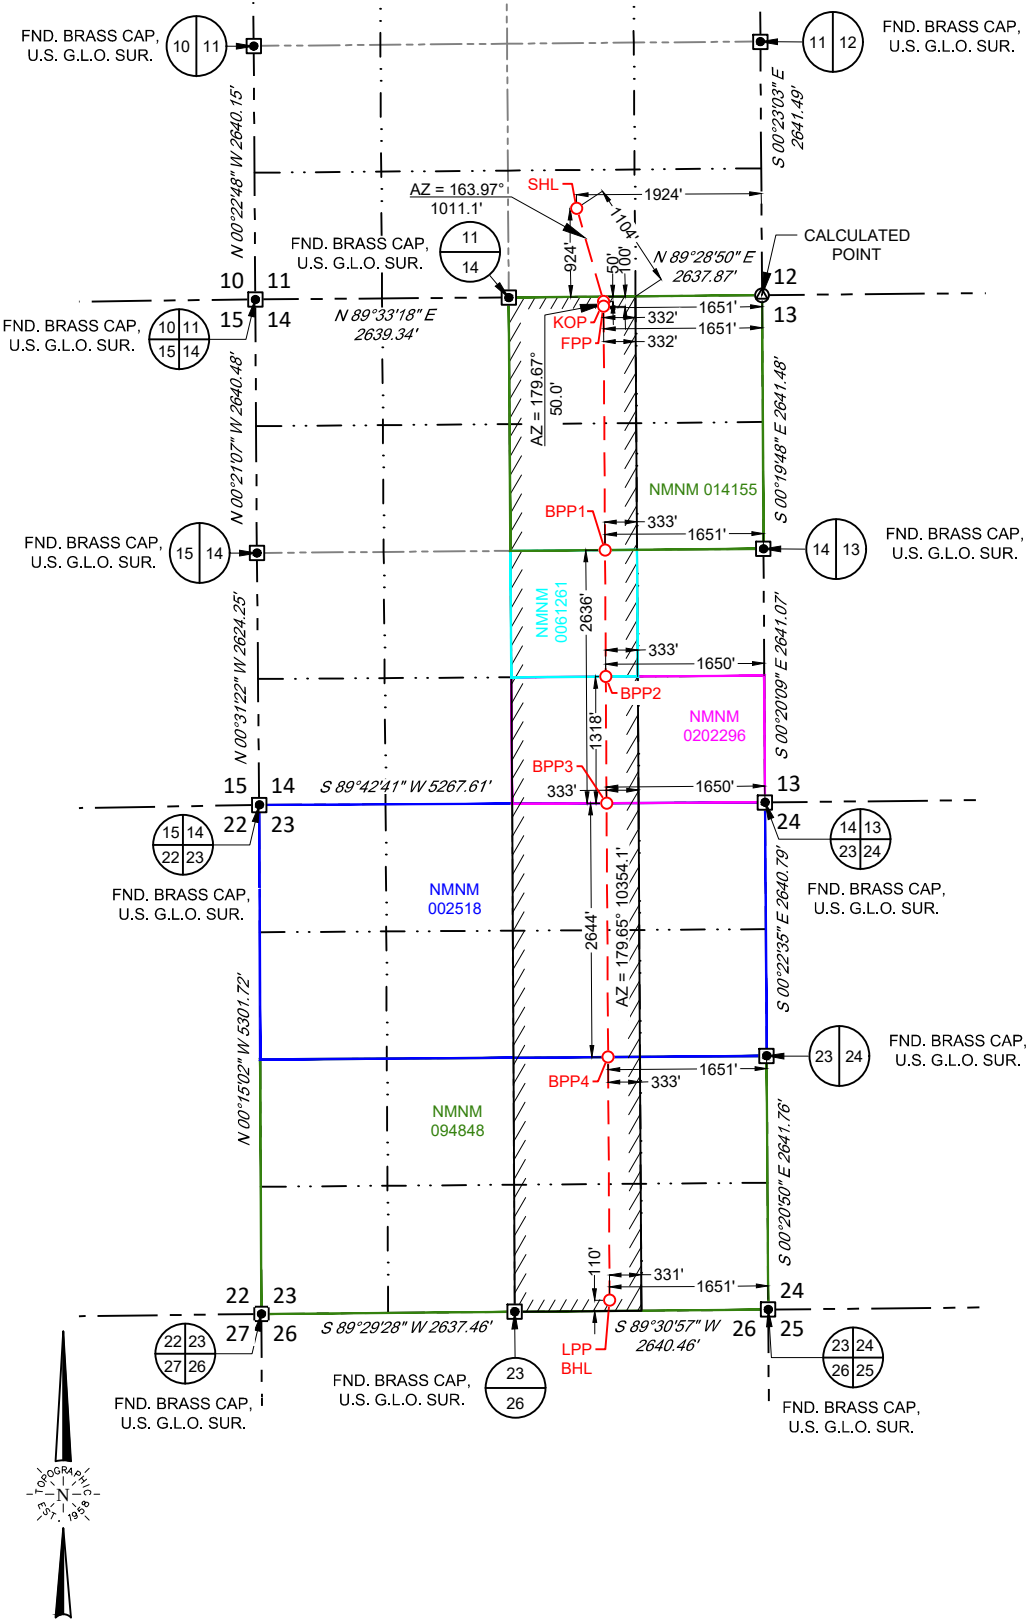 FND. BRASS CAP,
U.S. G.L.O. SUR.
10 11
11 12
FND. BRASS CAP,
U.S. G.L.O. SUR.
N 00°22'48" W 2640.15'
S 00°23'03" E
2641.49'
AZ = 163.97°
1011.1'
SHL
1924'
1104'
924'
50'
100'
N 89°28'50" E
2637.87'
CALCULATED
POINT
FND. BRASS CAP,
U.S. G.L.O. SUR.
11
14
10 11
15 14
12
13
FND. BRASS CAP,
U.S. G.L.O. SUR.
10 11
15 14
N 89°33'18" E
2639.34'
KOP
FPP
1651'
332'
1651'
332'
AZ = 179.67°
50.0'
N 00°21'07" W 2640.48'
S 00°19'48" E 2641.48'
NMNM 014155
BPP1
333'
1651'
FND. BRASS CAP,
U.S. G.L.O. SUR.
15 14
14 13
FND. BRASS CAP,
U.S. G.L.O. SUR.
NMNM
0061261
2636'
N 00°31'22" W 2624.25'
S 00°20'09" E 2641.07'
333'
1650'
BPP2
1318'
NMNM
0202296
BPP3
333'
1650'
15 14
22 23
S 89°42'41" W 5267.61'
13
24
15 14
22 23
14 13
23 24
FND. BRASS CAP,
U.S. G.L.O. SUR.
FND. BRASS CAP,
U.S. G.L.O. SUR.
NMNM
002518
2644'
AZ = 179.65° 10354.1'
S 00°22'35" E 2640.79'
N 00°15'02" W 5301.72'
23 24
FND. BRASS CAP,
U.S. G.L.O. SUR.
BPP4
1651'
333'
NMNM
094848
S 00°20'50" E 2641.76'
110'
331'
1651'
22 23
27 26
24
26 25
S 89°29'28" W 2637.46'
S 89°30'57" W
2640.46'
LPP
BHL
22 23
27 26
FND. BRASS CAP,
U.S. G.L.O. SUR.
FND. BRASS CAP,
U.S. G.L.O. SUR.
23
26
23 24
26 25
FND. BRASS CAP,
U.S. G.L.O. SUR.
TOPOGRAPHIC
N
EST. 1958